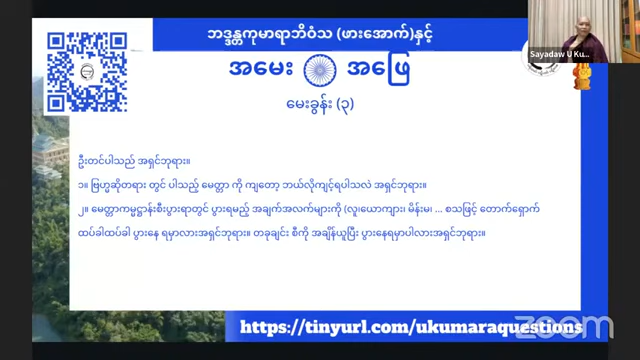 ဘဒ္ဒန္တကုမာရာဘိဝံသ (ဖားအောက်)နှင့်
အမေး အဖြေ
မေးခွန်း (၃)
Sayadaw U Ku...
ဦးတင်ပါသည် အရှင်ဘုရား။
၁။ ဗြဟ္မဆိုတရား တွင် ပါသည့် မေတ္တာ ကို ကျတော့ ဘယ်လိုကျင့်ရပါသလဲ အရှင်ဘုရား။
၂။ မေတ္တာကမ္မဋ္ဌာန်းစီးပွားရာတွင် ပွားရမည့် အချက်အလက်များကို (လူယောကျာ်း၊ မိန်းမ၊ ... စသဖြင့် တောက်ရှောက်
ထပ်ခါထပ်ခါ ပွားနေ ရမှာလားအရှင်ဘုရား။ တခုချင်း စီကို အချိန်ယူပြီး ပွားနေရမှာပါလားအရှင်ဘုရား။
https://tinyurl.com/ukumaraquestions
zoom